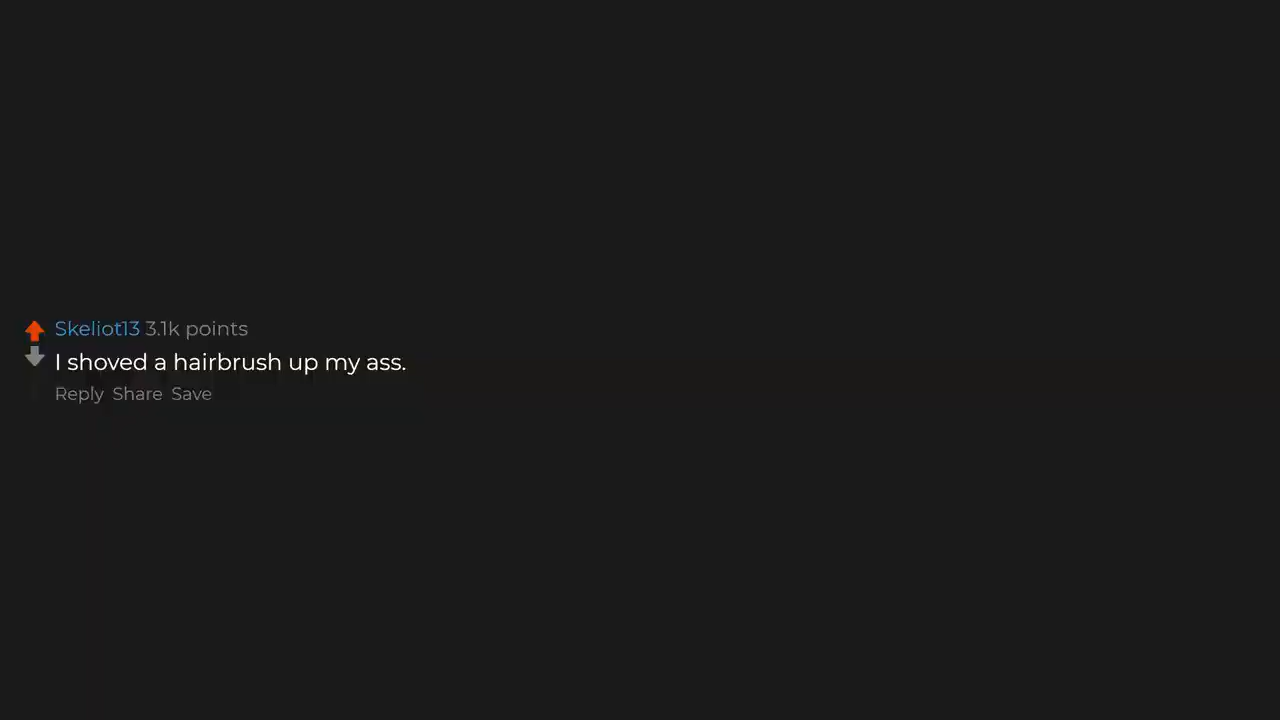 Skeliot13 3.1k points
I shoved a hairbrush up my ass.
Reply Share Save